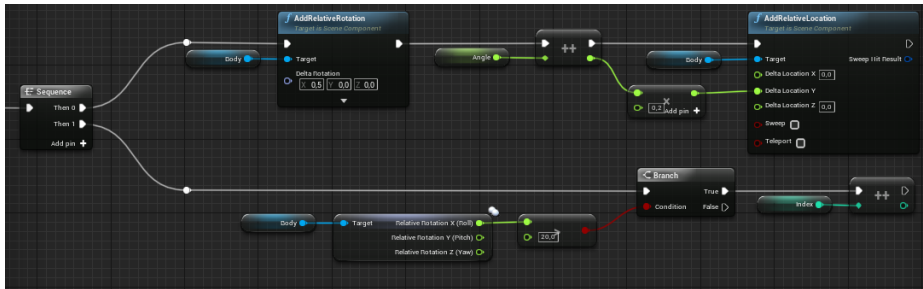 AddRelativeRotation
Target is Scene Component
Target
Delta Rotation
X 0,5 Y 0,0 Z 0,0
Body
Angle
++
0,2
×
Add pin +
Body
AddRelativeLocation
Target is Scene Component
Target
Sweep Hit Result
Delta Location X 0,0
Delta Location Y
Delta Location Z 0,0
Sweep
Teleport
Sequence
Then 0
Then 1
Add pin +
Body
Target
Relative Rotation X (Roll)
Relative Rotation Y (Pitch)
Relative Rotation Z (Yaw)
>
20,0
Branch
True
Condition
False
Index
++